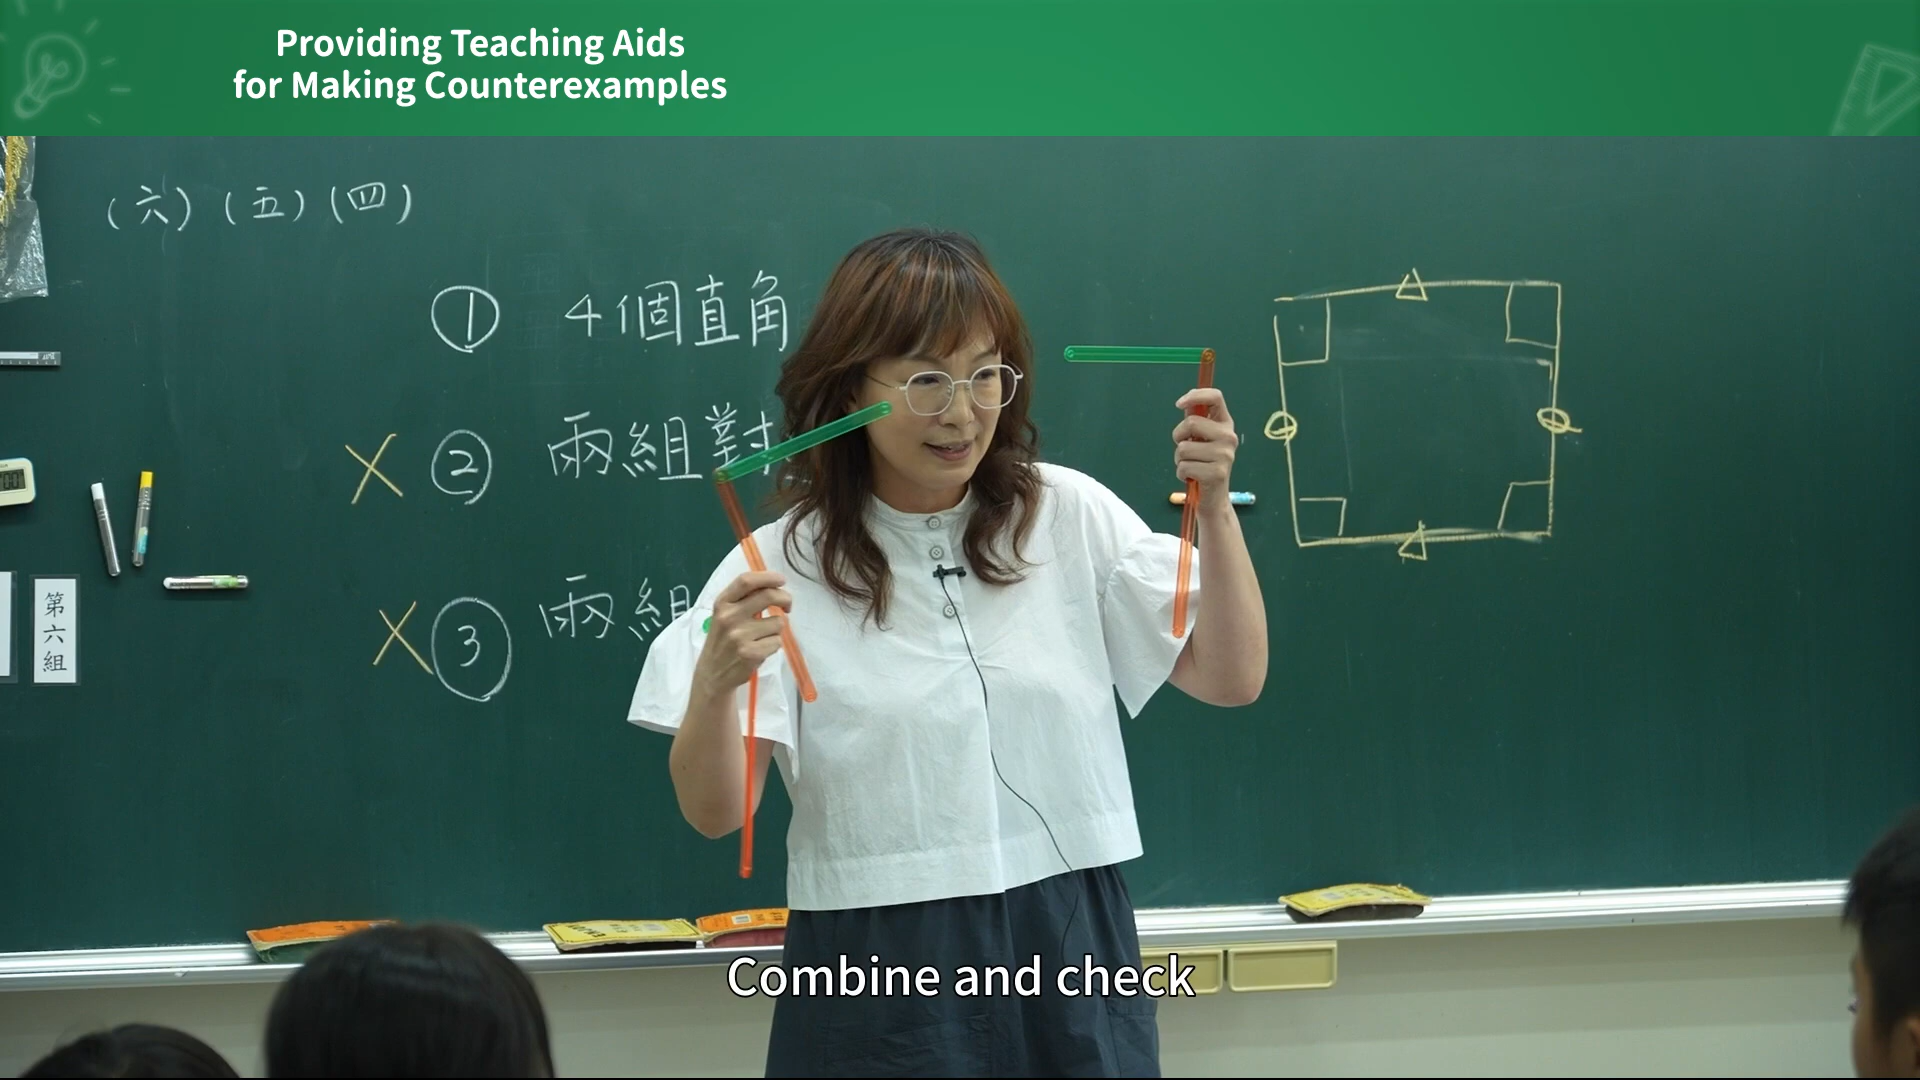 Providing Teaching Aids
for Making Counterexamples
(六) (五) (四)
① 4個直角
X ② 兩組對
X ③ 兩組
第六組
Combine and check